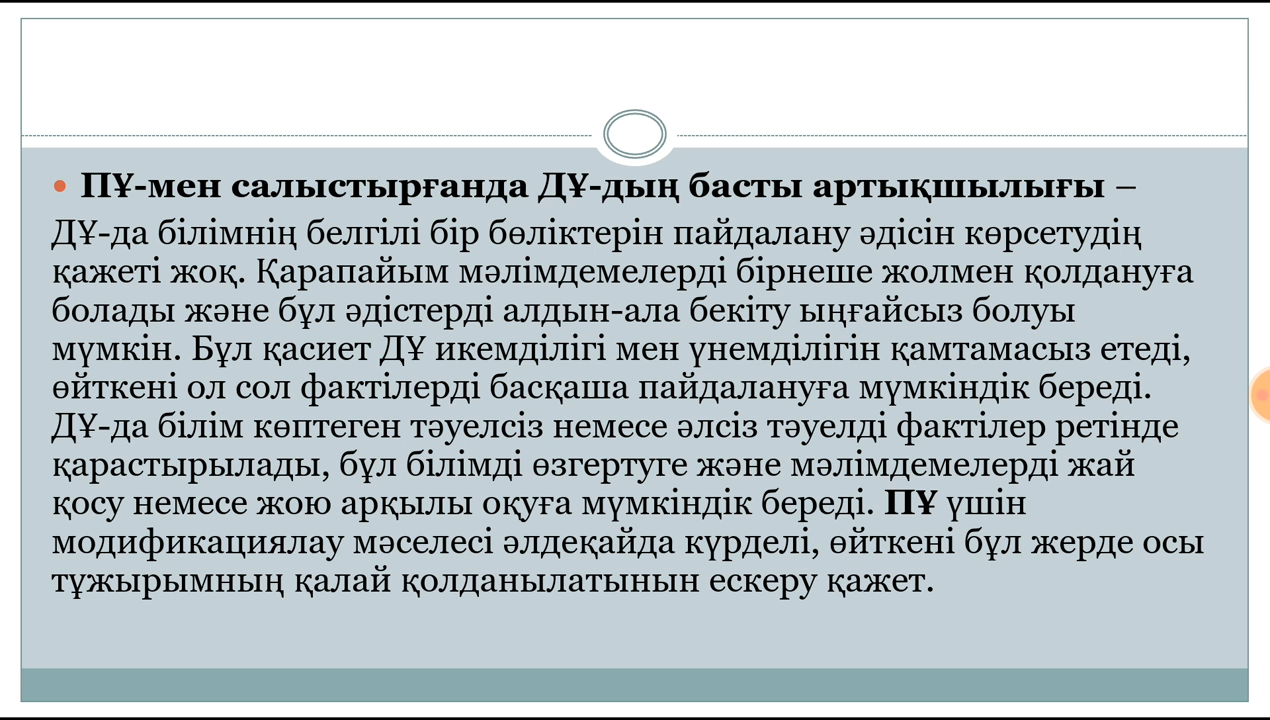 • ПҰ-мен салыстырғанда ДҰ-дың басты артықшылығы –
ДҰ-да білімнің белгілі бір бөліктерін пайдалану әдісін көрсетудің
қажеті жоқ. Қарапайым мәлімдемелерді бірнеше жолмен қолдануға
болады және бұл әдістерді алдын-ала бекіту ыңғайсыз болуы
мүмкін. Бұл қасиет ДҰ икемділігі мен үнемділігін қамтамасыз етеді,
өйткені ол сол фактілерді басқаша пайдалануға мүмкіндік береді.
ДҰ-да білім көптеген тәуелсіз немесе әлсіз тәуелді фактілер ретінде
қарастырылады, бұл білімді өзгертуге және мәлімдемелерді жай
қосу немесе жою арқылы оқуға мүмкіндік береді. ПҰ үшін
модификациялау мәселесі әлдеқайда күрделі, өйткені бұл жерде осы
тұжырымның қалай қолданылатынын ескеру қажет.